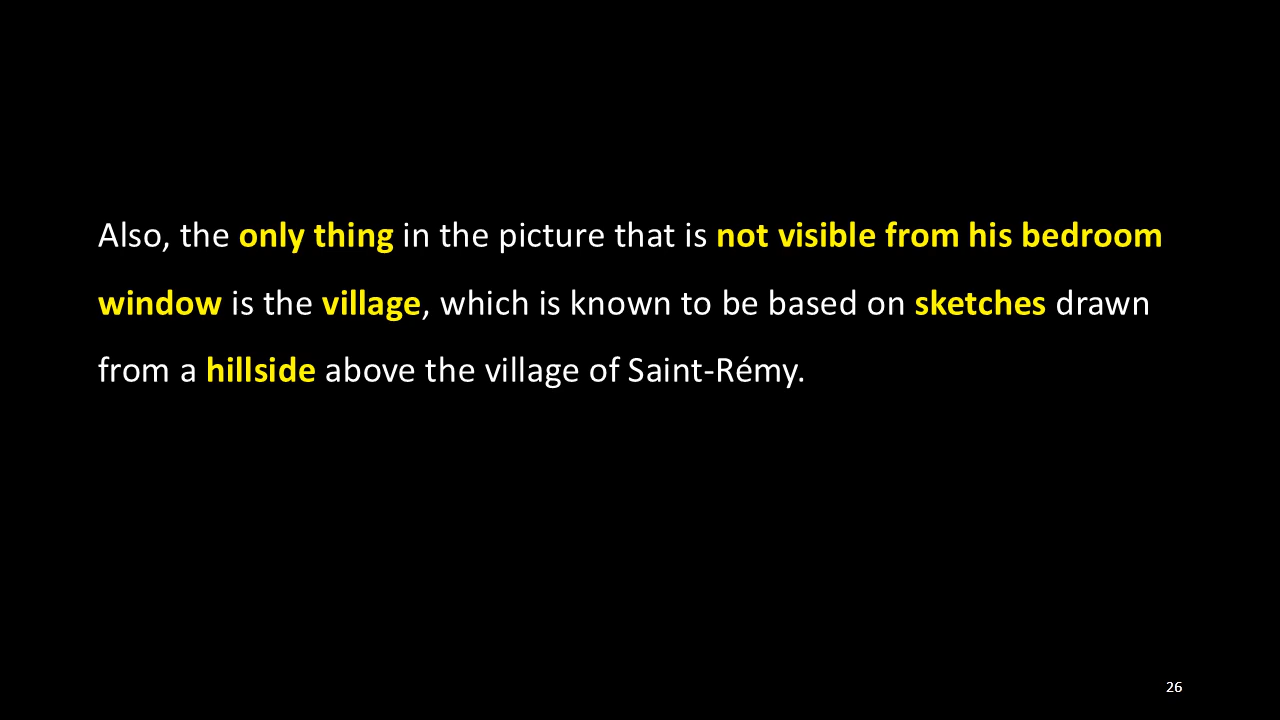 Also, the only thing in the picture that is not visible from his bedroom
window is the village, which is known to be based on sketches drawn
from a hillside above the village of Saint-Rémy.
26